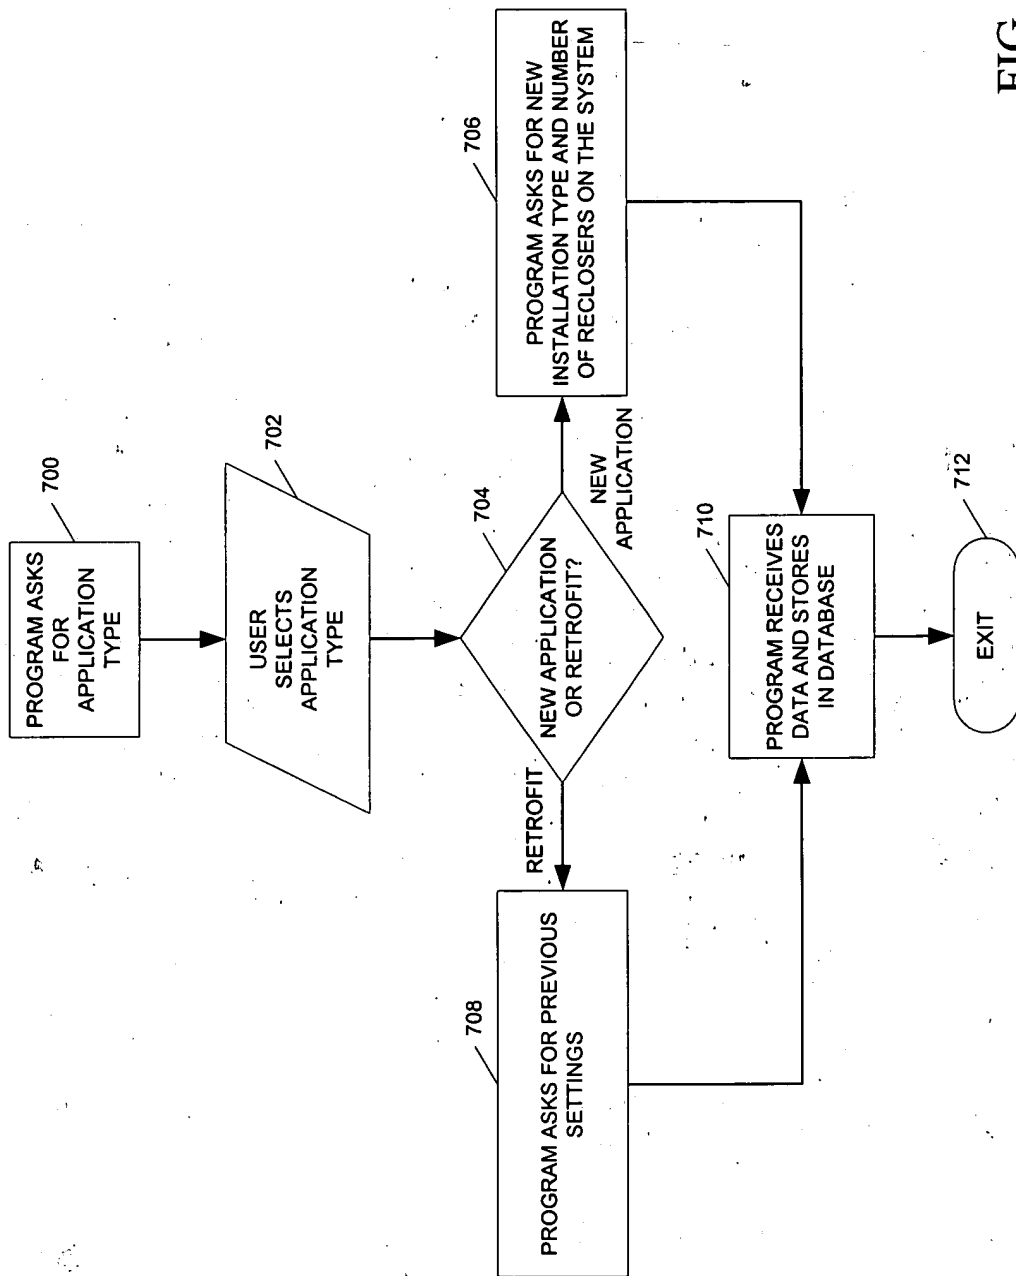 700
PROGRAM ASKS
FOR
APPLICATION
TYPE
702
USER
SELECTS
APPLICATION
TYPE
704
NEW APPLICATION
OR RETROFIT?
RETROFIT
NEW
APPLICATION
708
PROGRAM ASKS FOR PREVIOUS
SETTINGS
706
PROGRAM ASKS FOR NEW
INSTALLATION TYPE AND NUMBER
OF RECLOSERS ON THE SYSTEM
710
PROGRAM RECEIVES
DATA AND STORES
IN DATABASE
712
EXIT
FIG